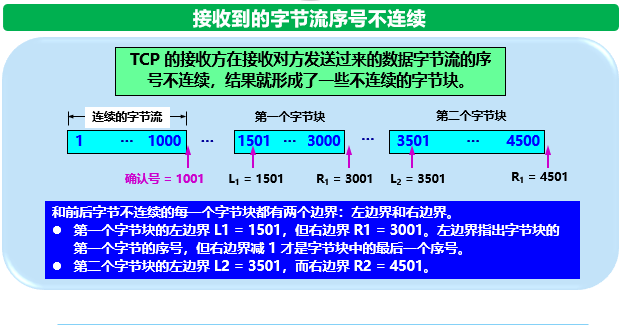 接收到的字节流序号不连续
TCP 的接收方在接收对方发送过来的数据字节流的序
号不连续，结果就形成了一些不连续的字节块。
连续的字节流 第一个字节块 第二个字节块
1 ··· 1000 ··· 1501 ··· 3000 ··· 3501 ··· 4500
确认号 = 1001 L1 = 1501 R1 = 3001 L2 = 3501 R1 = 4501
和前后字节不连续的每一个字节块都有两个边界：左边界和右边界。
● 第一个字节块的左边界 L1 = 1501，但右边界 R1 = 3001。左边界指出字节块的
第一个字节的序号，但右边界减 1 才是字节块中的最后一个序号。
● 第二个字节块的左边界 L2 = 3501，而右边界 R2 = 4501。